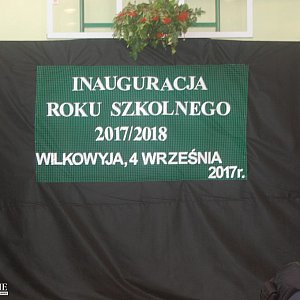 INAUGURACJA
ROKU SZKOLNEGO
2017/2018
WILKOWYJA, 4 WRZEŚNIA
2017r.